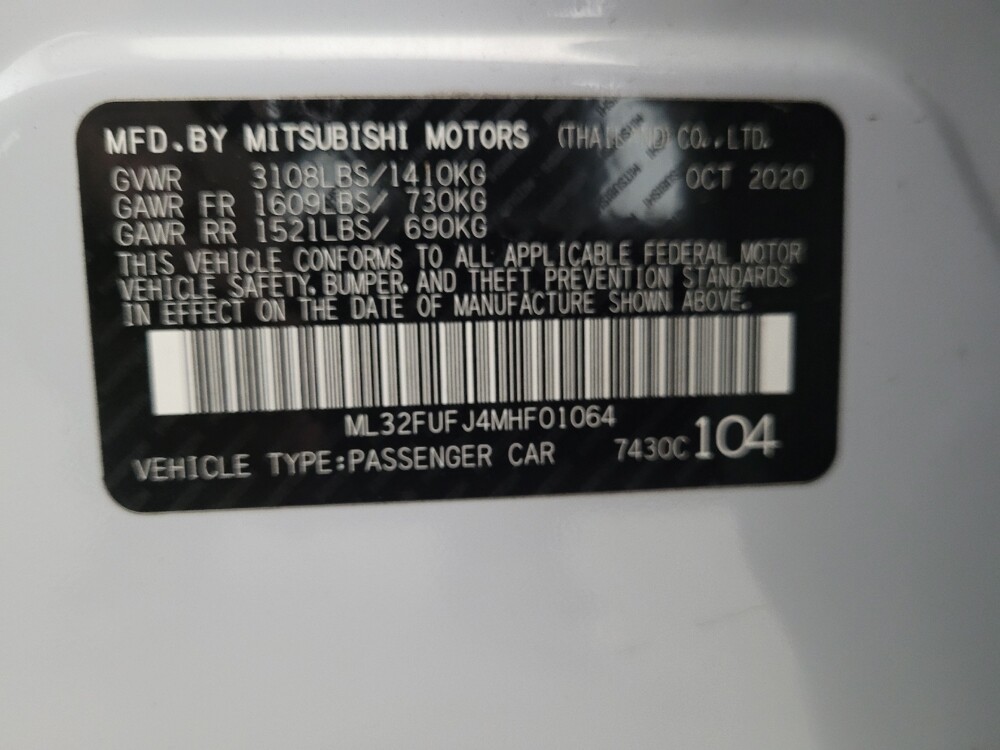 MFD.BY MITSUBISHI MOTORS (THAILAND) CO.,LTD.
GVWR 3108LBS/1410KG OCT 2020
GAWR FR 1609LBS/ 730KG
GAWR RR 1521LBS/ 690KG
THIS VEHICLE CONFORMS TO ALL APPLICABLE FEDERAL MOTOR
VEHICLE SAFETY, BUMPER, AND THEFT PREVENTION STANDARDS
IN EFFECT ON THE DATE OF MANUFACTURE SHOWN ABOVE.
ML32FUFJ4MHF01064
VEHICLE TYPE:PASSENGER CAR 7430C104